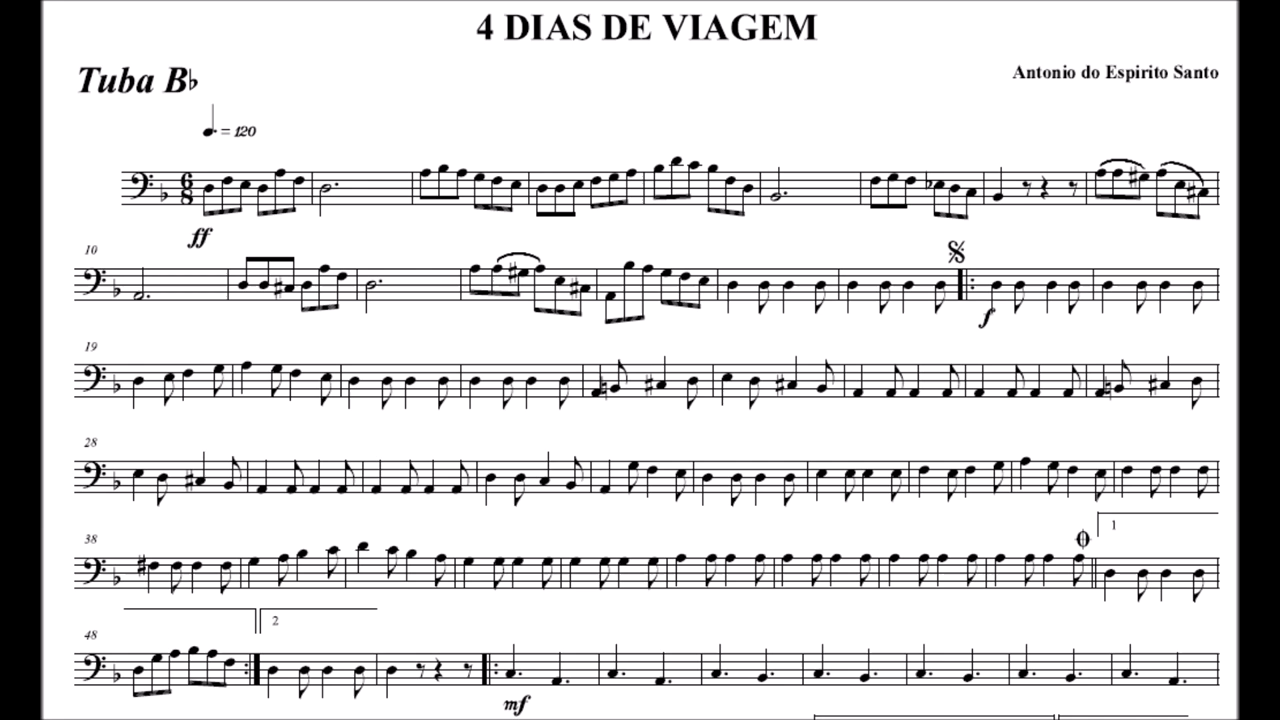 4 DIAS DE VIAGEM
Tuba B♭
Antonio do Espirito Santo
♩. = 120
6
8
ff
10
f
19
28
38
1
48
2
mf